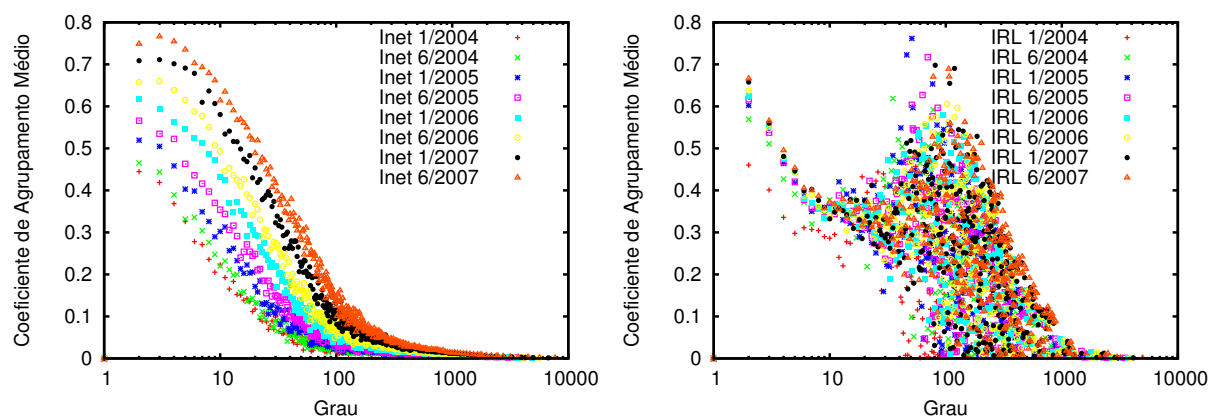 Coeficiente de Agrupamento Médio
0.8
0.7
0.6
0.5
0.4
0.3
0.2
0.1
0
Inet 1/2004
Inet 6/2004
Inet 1/2005
Inet 6/2005
Inet 1/2006
Inet 6/2006
Inet 1/2007
Inet 6/2007
1 10 100 1000 10000
Grau
Coeficiente de Agrupamento Médio
0.8
0.7
0.6
0.5
0.4
0.3
0.2
0.1
0
IRL 1/2004
IRL 6/2004
IRL 1/2005
IRL 6/2005
IRL 1/2006
IRL 6/2006
IRL 1/2007
IRL 6/2007
1 10 100 1000 10000
Grau